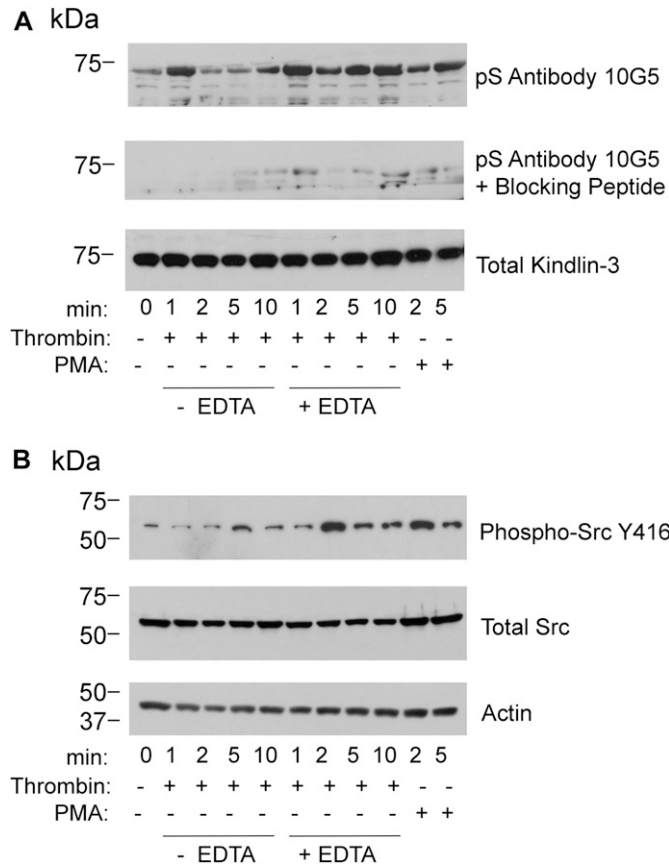 A kDa
75–
pS Antibody 10G5
75–
pS Antibody 10G5
+ Blocking Peptide
75–
Total Kindlin-3
min: 0 1 2 5 10 1 2 5 10 2 5
Thrombin: - + + + + + + + + - -
PMA: - - - - - - - - - + +
- EDTA + EDTA
B kDa
75–
50–
Phospho-Src Y416
75–
50–
Total Src
50–
37–
Actin
min: 0 1 2 5 10 1 2 5 10 2 5
Thrombin: - + + + + + + + + - -
PMA: - - - - - - - - - + +
- EDTA + EDTA